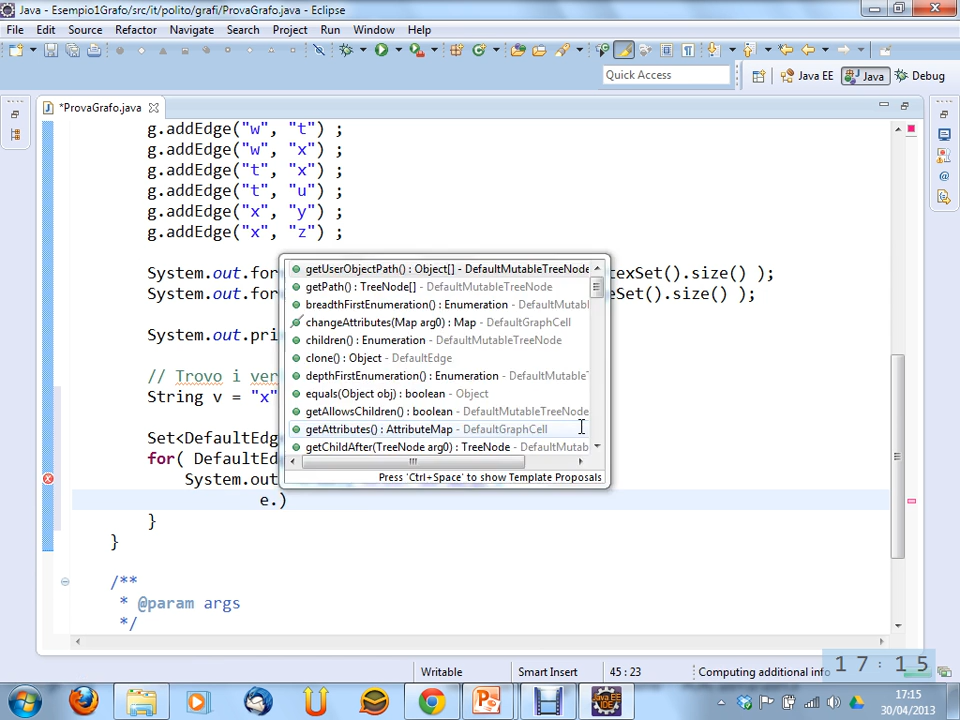 Java - Esempio1Grafo/src/it/polito/grafi/ProvaGrafo.java - Eclipse
File Edit Source Refactor Navigate Search Project Run Window Help
Quick Access
Java EE Java Debug
*ProvaGrafo.java
g.addEdge("w", "t") ;
g.addEdge("w", "x") ;
g.addEdge("t", "x") ;
g.addEdge("t", "u") ;
g.addEdge("x", "y") ;
g.addEdge("x", "z") ;
System.out.for texSet().size() );
System.out.for eSet().size() );
System.out.pri
// Trovo i ver
String v = "x"
Set<DefaultEdg
for( DefaultEd
System.out
e.)
}
}
/**
* @param args
*/
getUserObjectPath() : Object[] - DefaultMutableTreeNode
getPath() : TreeNode[] - DefaultMutableTreeNode
breadthFirstEnumeration() : Enumeration - DefaultMutabl
changeAttributes(Map arg0) : Map - DefaultGraphCell
children() : Enumeration - DefaultMutableTreeNode
clone() : Object - DefaultEdge
depthFirstEnumeration() : Enumeration - DefaultMutable
equals(Object obj) : boolean - Object
getAllowsChildren() : boolean - DefaultMutableTreeNode
getAttributes() : AttributeMap - DefaultGraphCell
getChildAfter(TreeNode arg0) : TreeNode - DefaultMutab
Press 'Ctrl+Space' to show Template Proposals
Writable Smart Insert 45 : 23 Computing additional info
17:15
17:15
30/04/2013